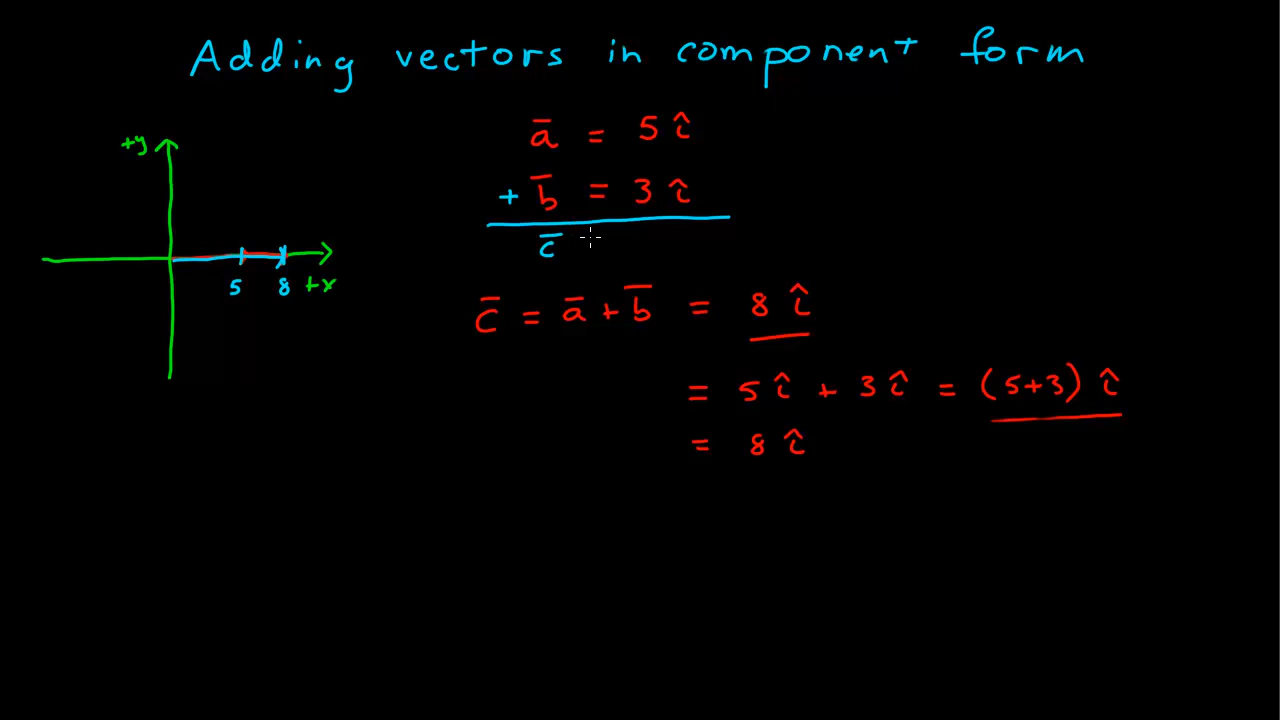 Adding vectors in component form
a̅ = 5 î
+ b̅ = 3 î
c̅
+y
5 8 +x
c̅ = a̅ + b̅ = 8 î
= 5 î + 3 î = (5+3) î
= 8 î